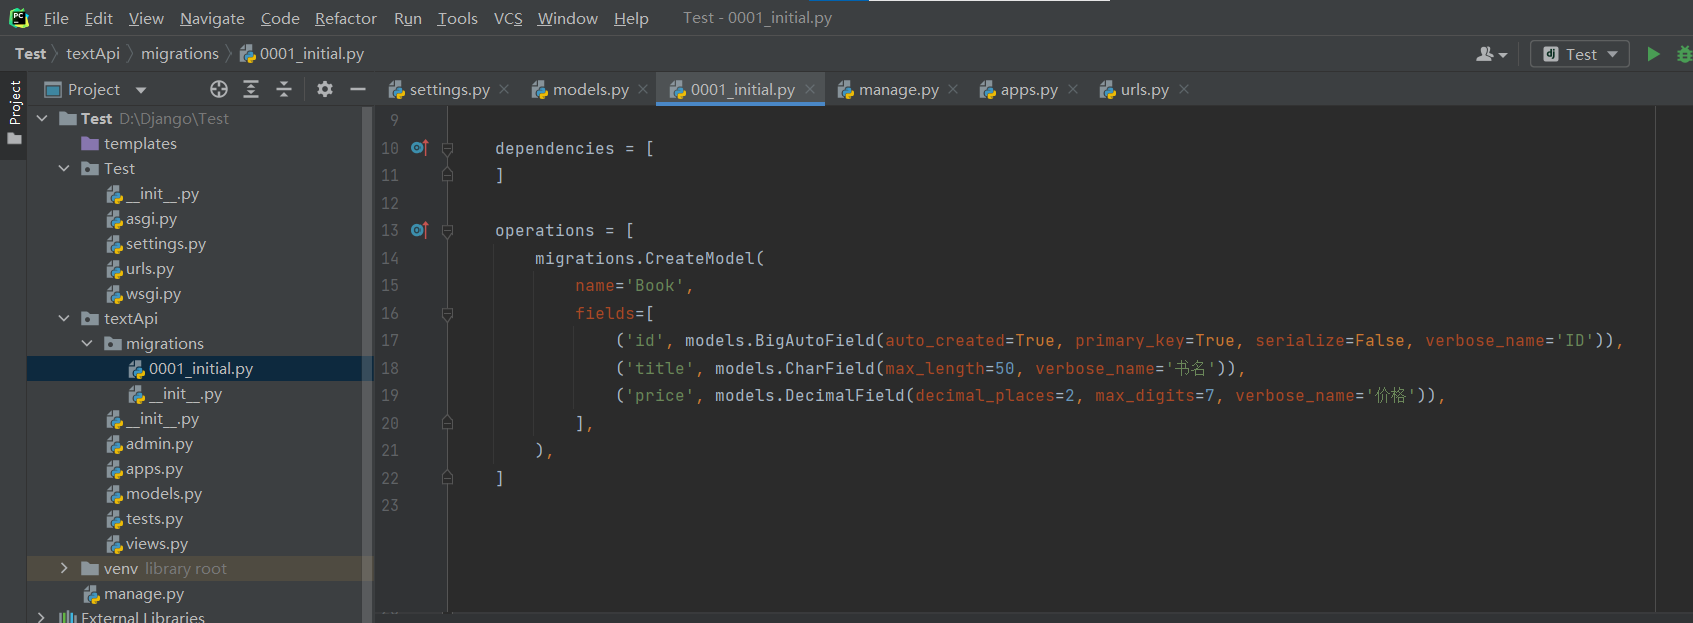 PC File Edit View Navigate Code Refactor Run Tools VCS Window Help Test - 0001_initial.py
Test textApi migrations 0001_initial.py dj Test
Project
Project settings.py models.py 0001_initial.py manage.py apps.py urls.py
Test D:\Django\Test
templates
Test
__init__.py
asgi.py
settings.py
urls.py
wsgi.py
textApi
migrations
0001_initial.py
__init__.py
__init__.py
admin.py
apps.py
models.py
tests.py
views.py
venv library root
manage.py
External Libraries
9
10 dependencies = [
11 ]
12
13 operations = [
14 migrations.CreateModel(
15 name='Book',
16 fields=[
17 ('id', models.BigAutoField(auto_created=True, primary_key=True, serialize=False, verbose_name='ID')),
18 ('title', models.CharField(max_length=50, verbose_name='书名')),
19 ('price', models.DecimalField(decimal_places=2, max_digits=7, verbose_name='价格')),
20 ],
21 ),
22 ]
23